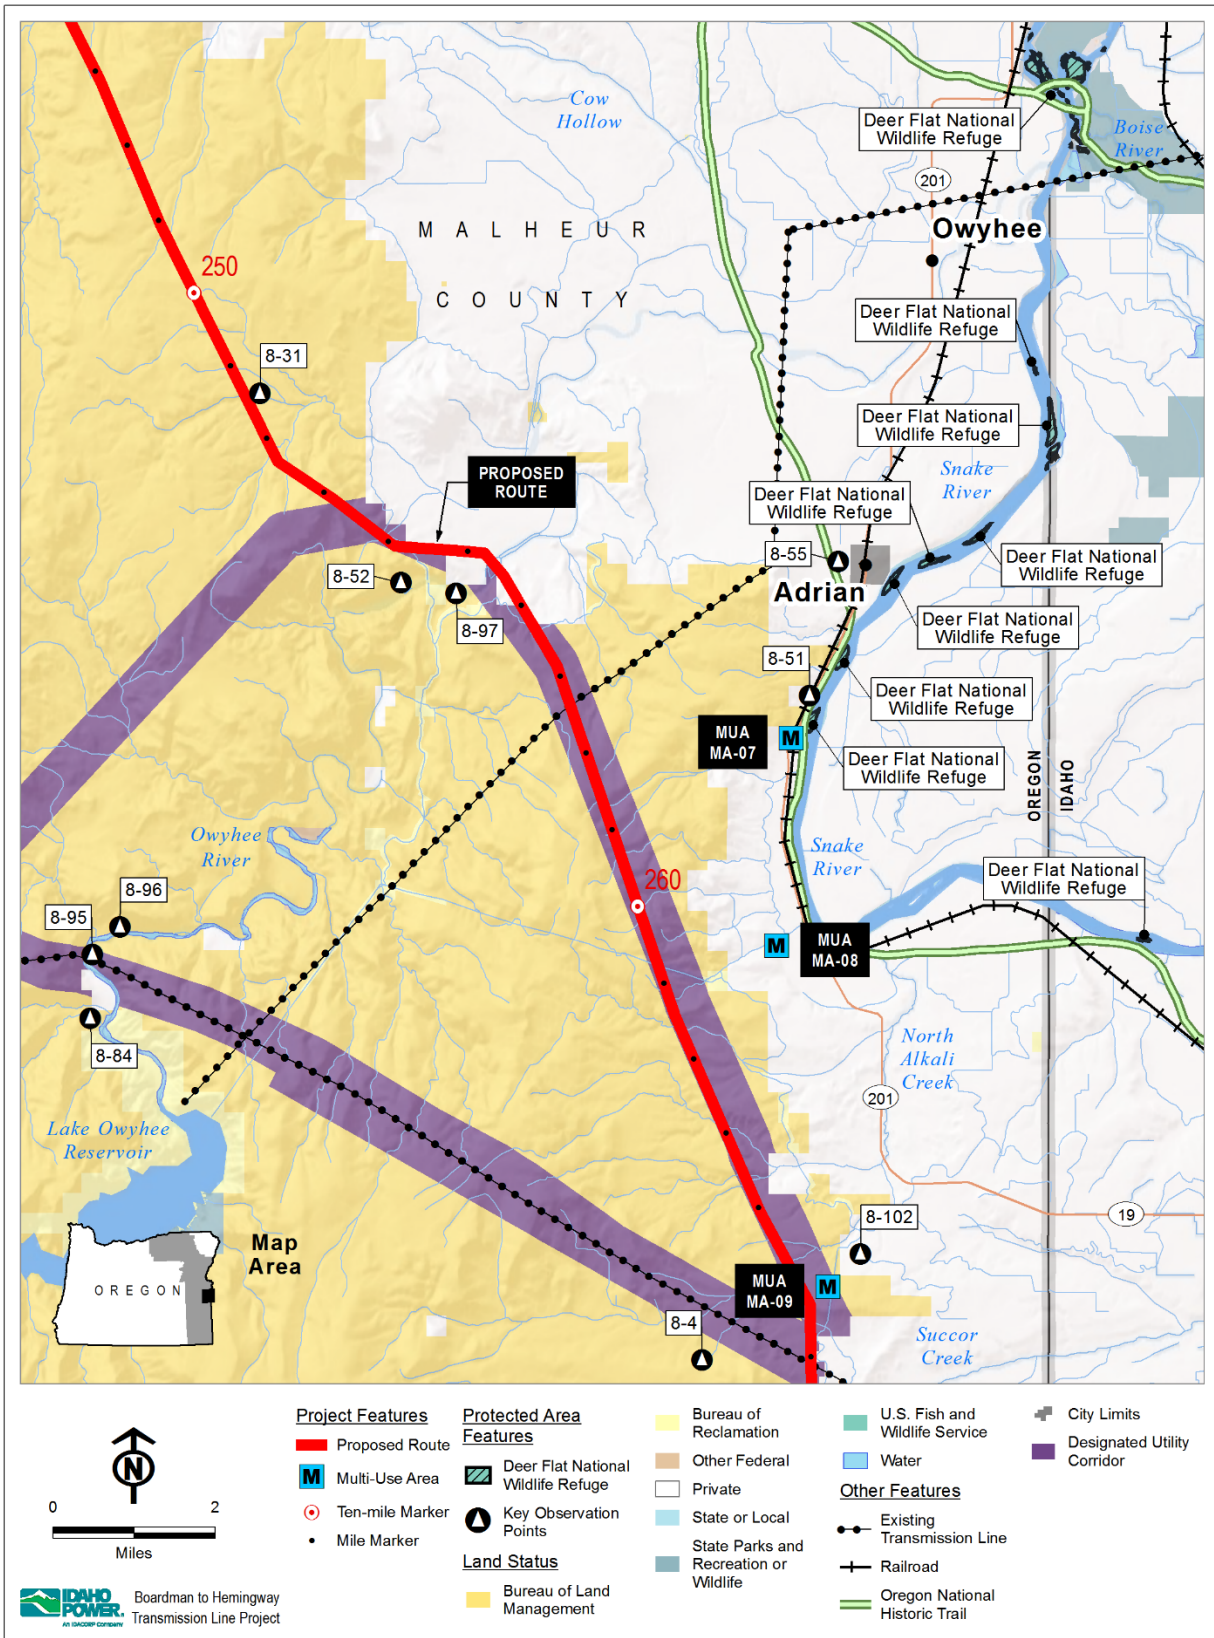 Cow
Hollow
Deer Flat National
Wildlife Refuge
Boise
River
201
MALHEUR
COUNTY
Owyhee
250
Deer Flat National
Wildlife Refuge
8-31
Deer Flat National
Wildlife Refuge
PROPOSED
ROUTE
Snake
River
Deer Flat National
Wildlife Refuge
8-55
Deer Flat National
Wildlife Refuge
8-52
Adrian
8-97
Deer Flat National
Wildlife Refuge
8-51
Deer Flat National
Wildlife Refuge
MUA
MA-07
Deer Flat National
Wildlife Refuge
OREGON
IDAHO
Owyhee
River
Snake
River
260
Deer Flat National
Wildlife Refuge
8-96
8-95
MUA
MA-08
8-84
North
Alkali
Creek
201
Lake Owyhee
Reservoir
19
8-102
Map
Area
OREGON
MUA
MA-09
8-4
Succor
Creek
N
0 2
Miles
IDAHO
POWER
An IDACORP Company
Boardman to Hemingway
Transmission Line Project
Project Features
Proposed Route
M Multi-Use Area
Ten-mile Marker
Mile Marker
Protected Area
Features
Deer Flat National
Wildlife Refuge
Key Observation
Points
Land Status
Bureau of Land
Management
Bureau of
Reclamation
Other Federal
Private
State or Local
State Parks and
Recreation or
Wildlife
U.S. Fish and
Wildlife Service
Water
Other Features
Existing
Transmission Line
Railroad
Oregon National
Historic Trail
City Limits
Designated Utility
Corridor